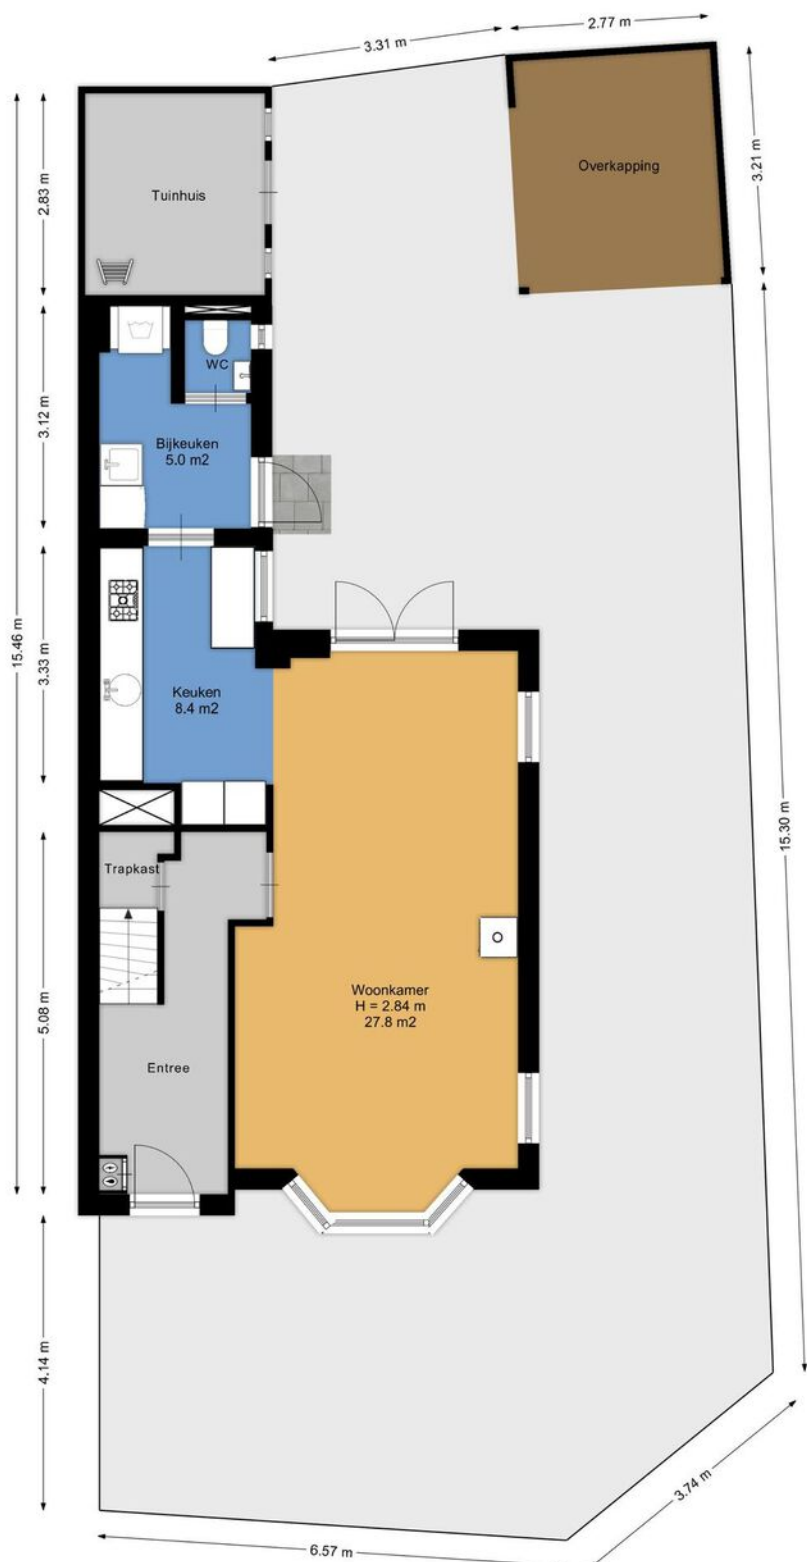 3.31 m
2.77 m
3.21 m
2.83 m
Tuinhuis
Overkapping
WC
3.12 m
Bijkeuken
5.0 m2
15.46 m
3.33 m
Keuken
8.4 m2
15.30 m
Trapkast
5.08 m
Woonkamer
H = 2.84 m
27.8 m2
Entree
4.14 m
3.74 m
6.57 m